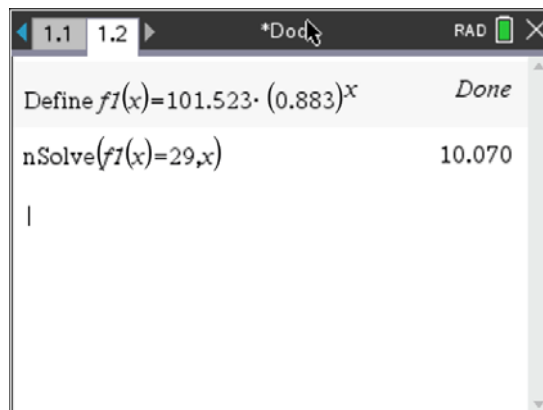 1.1 1.2 *Doc RAD
Define f1(x)=101.523·(0.883)^x Done
nSolve(f1(x)=29,x) 10.070